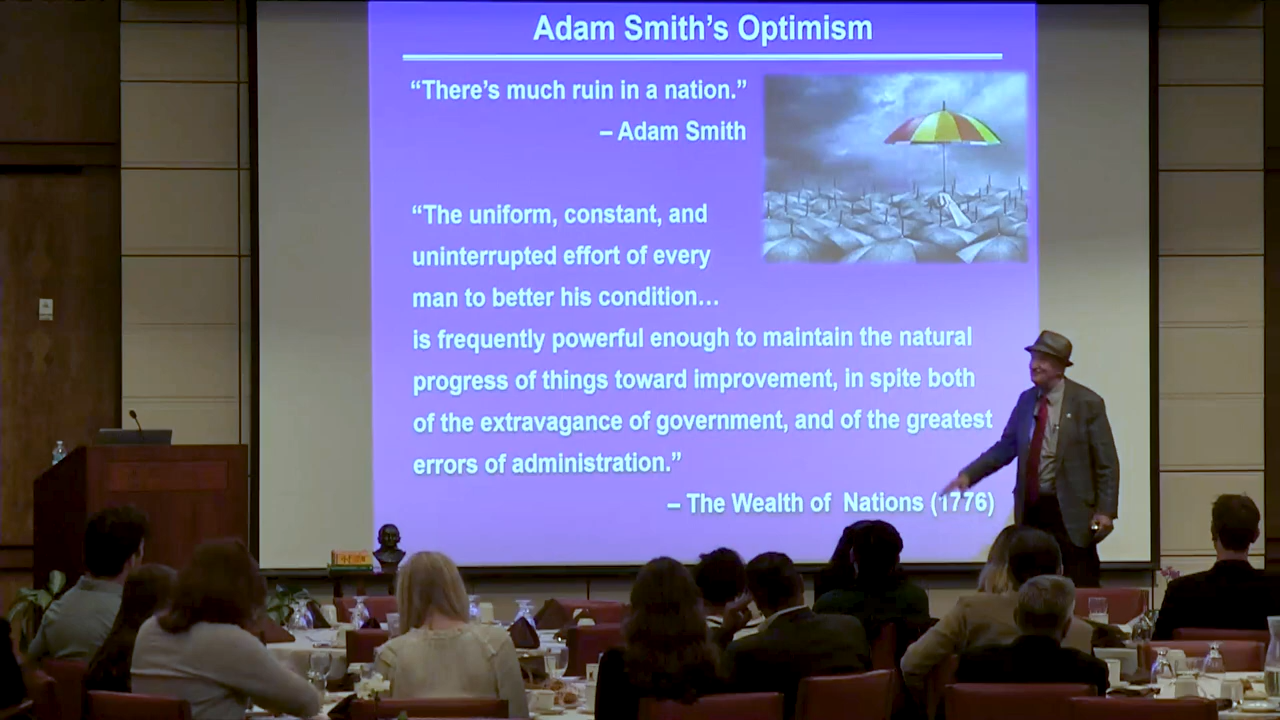 Adam Smith’s Optimism
“There’s much ruin in a nation.”
– Adam Smith
“The uniform, constant, and
uninterrupted effort of every
man to better his condition…
is frequently powerful enough to maintain the natural
progress of things toward improvement, in spite both
of the extravagance of government, and of the greatest
errors of administration.”
– The Wealth of Nations (1776)